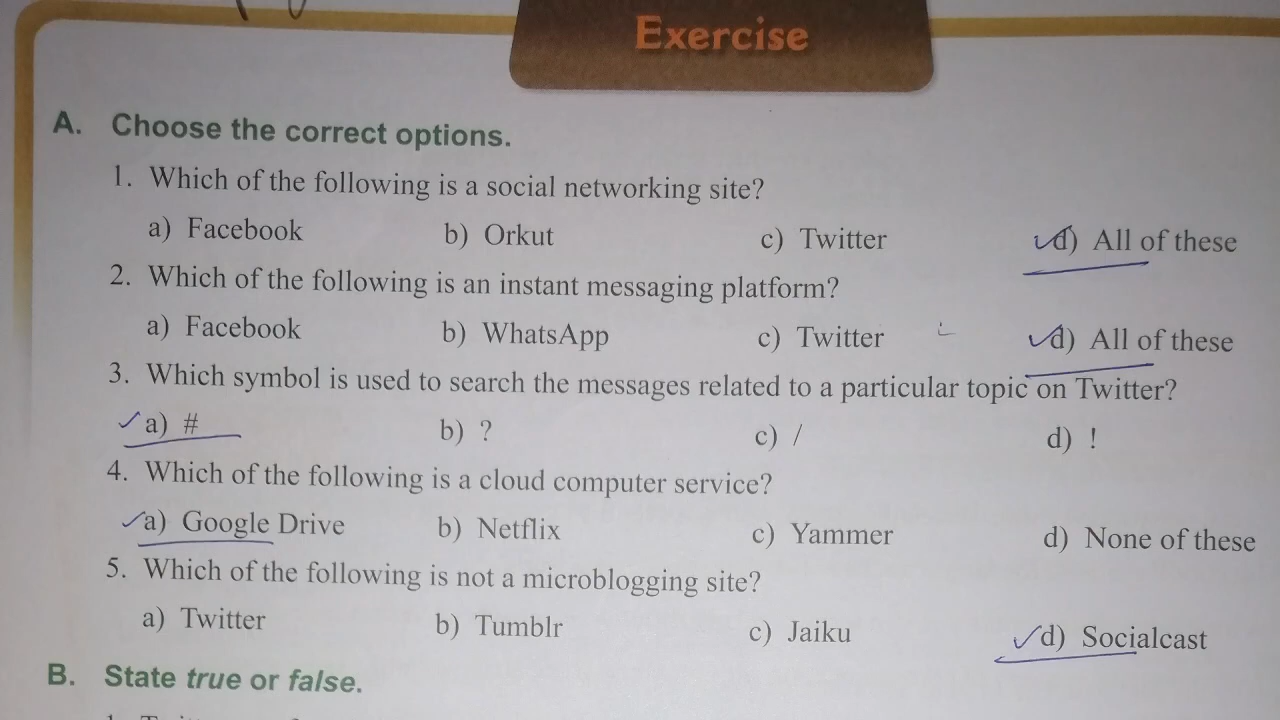 Exercise
A. Choose the correct options.
1. Which of the following is a social networking site?
a) Facebook b) Orkut c) Twitter d) All of these
2. Which of the following is an instant messaging platform?
a) Facebook b) WhatsApp c) Twitter d) All of these
3. Which symbol is used to search the messages related to a particular topic on Twitter?
a) # b) ? c) / d) !
4. Which of the following is a cloud computer service?
a) Google Drive b) Netflix c) Yammer d) None of these
5. Which of the following is not a microblogging site?
a) Twitter b) Tumblr c) Jaiku d) Socialcast
B. State true or false.